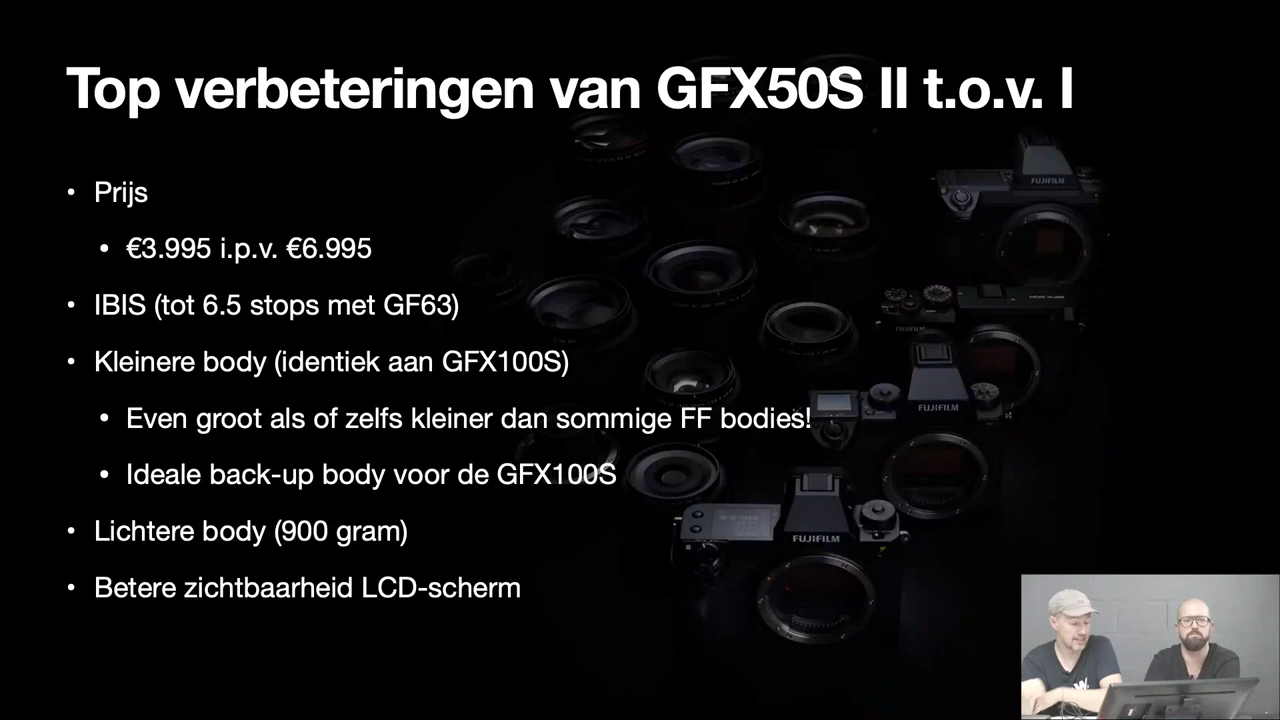 Top verbeteringen van GFX50S II t.o.v. I
• Prijs
• €3.995 i.p.v. €6.995
• IBIS (tot 6.5 stops met GF63)
• Kleinere body (identiek aan GFX100S)
• Even groot als of zelfs kleiner dan sommige FF bodies!
• Ideale back-up body voor de GFX100S
• Lichtere body (900 gram)
• Betere zichtbaarheid LCD-scherm
FUJIFILM
FUJIFILM
FUJIFILM
FUJIFILM